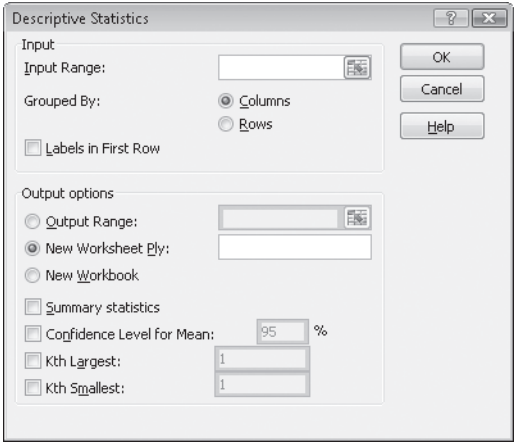 Descriptive Statistics
Input
Input Range:
Grouped By:
Columns
Rows
Labels in First Row
OK
Cancel
Help
Output options
Output Range:
New Worksheet Ply:
New Workbook
Summary statistics
Confidence Level for Mean: 95 %
Kth Largest: 1
Kth Smallest: 1